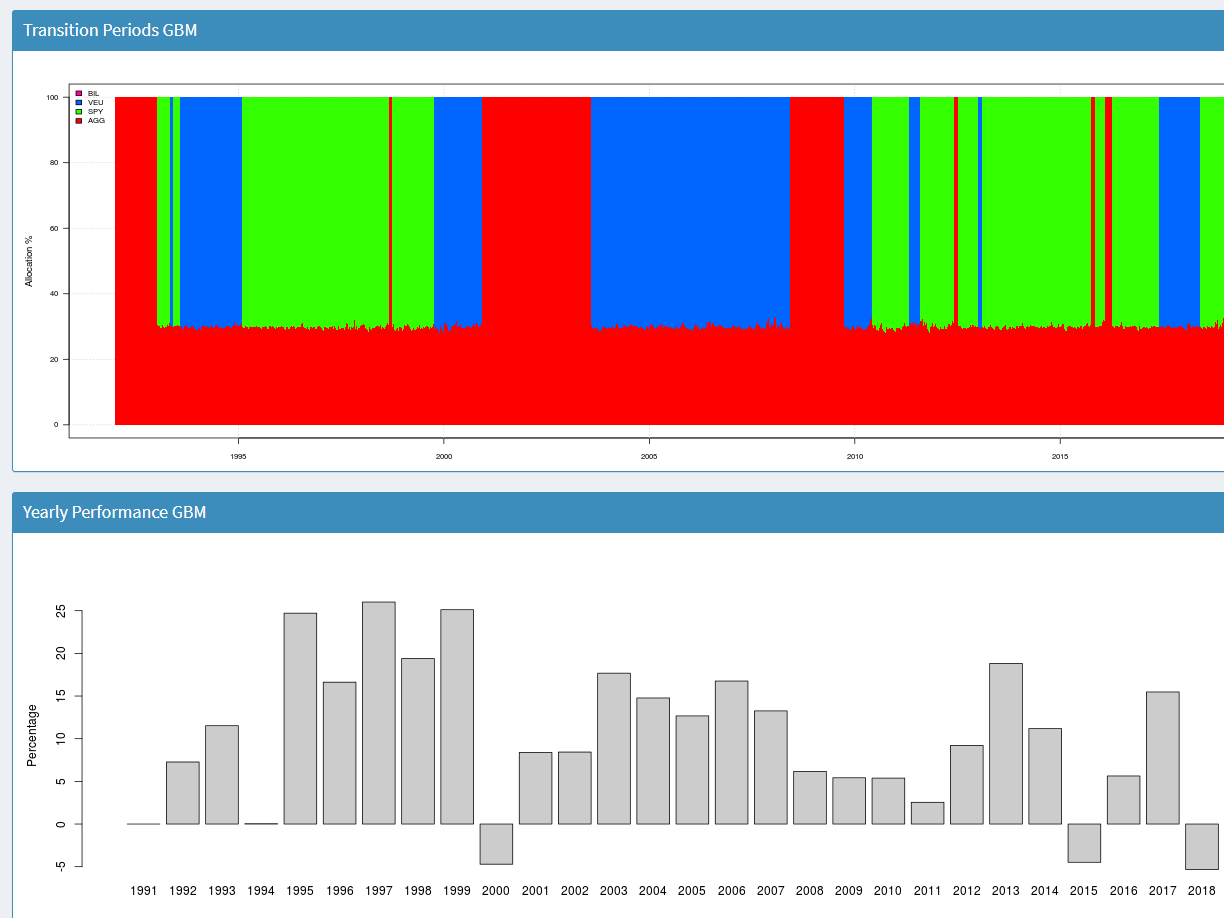 Transition Periods GBM
BIL
VEU
SPY
AGG
100
80
60
40
20
0
Allocation %
1995 2000 2005 2010 2015
Yearly Performance GBM
25
20
15
10
5
0
-5
Percentage
1991 1992 1993 1994 1995 1996 1997 1998 1999 2000 2001 2002 2003 2004 2005 2006 2007 2008 2009 2010 2011 2012 2013 2014 2015 2016 2017 2018